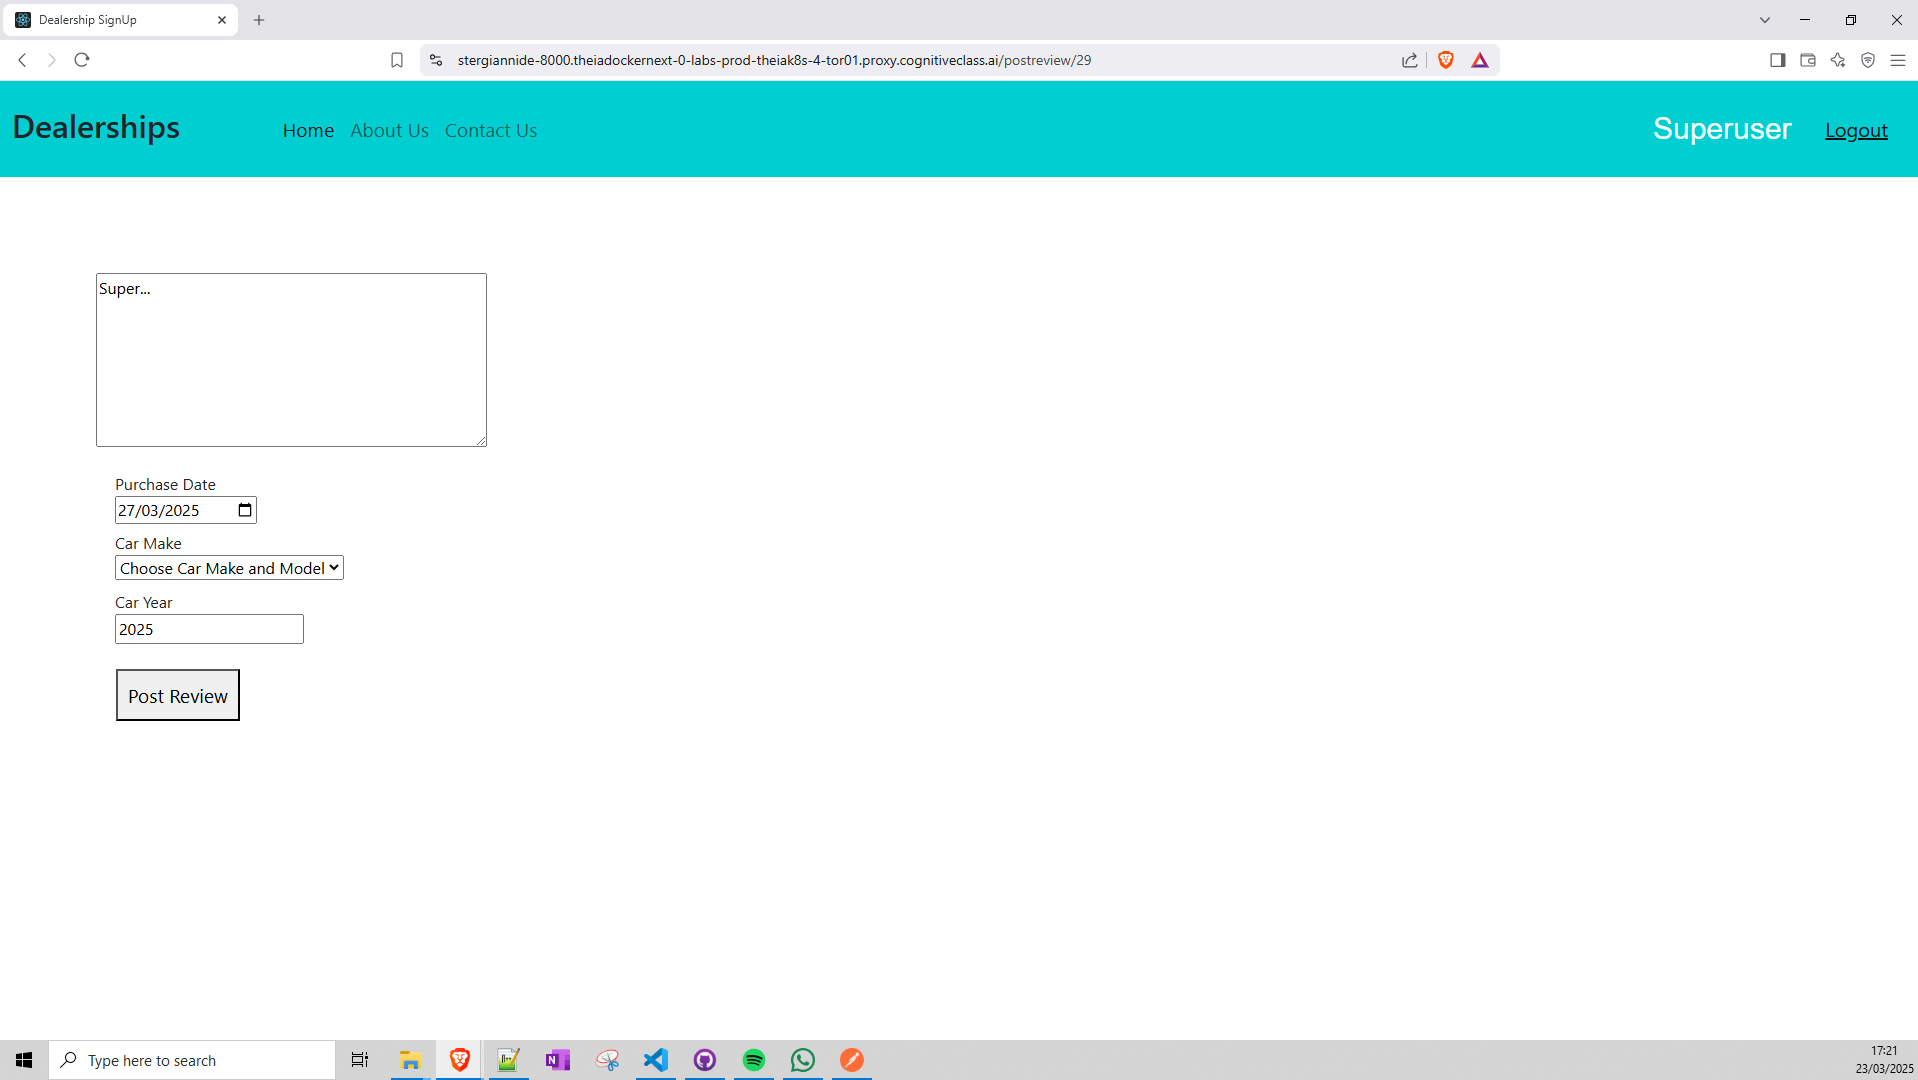 Dealership SignUp
stergiannide-8000.theiadockernext-0-labs-prod-theiak8s-4-tor01.proxy.cognitiveclass.ai/postreview/29
Dealerships Home About Us Contact Us Superuser Logout
Super...
Purchase Date
27/03/2025
Car Make
Choose Car Make and Model
Car Year
2025
Post Review
Type here to search
17:21
23/03/2025